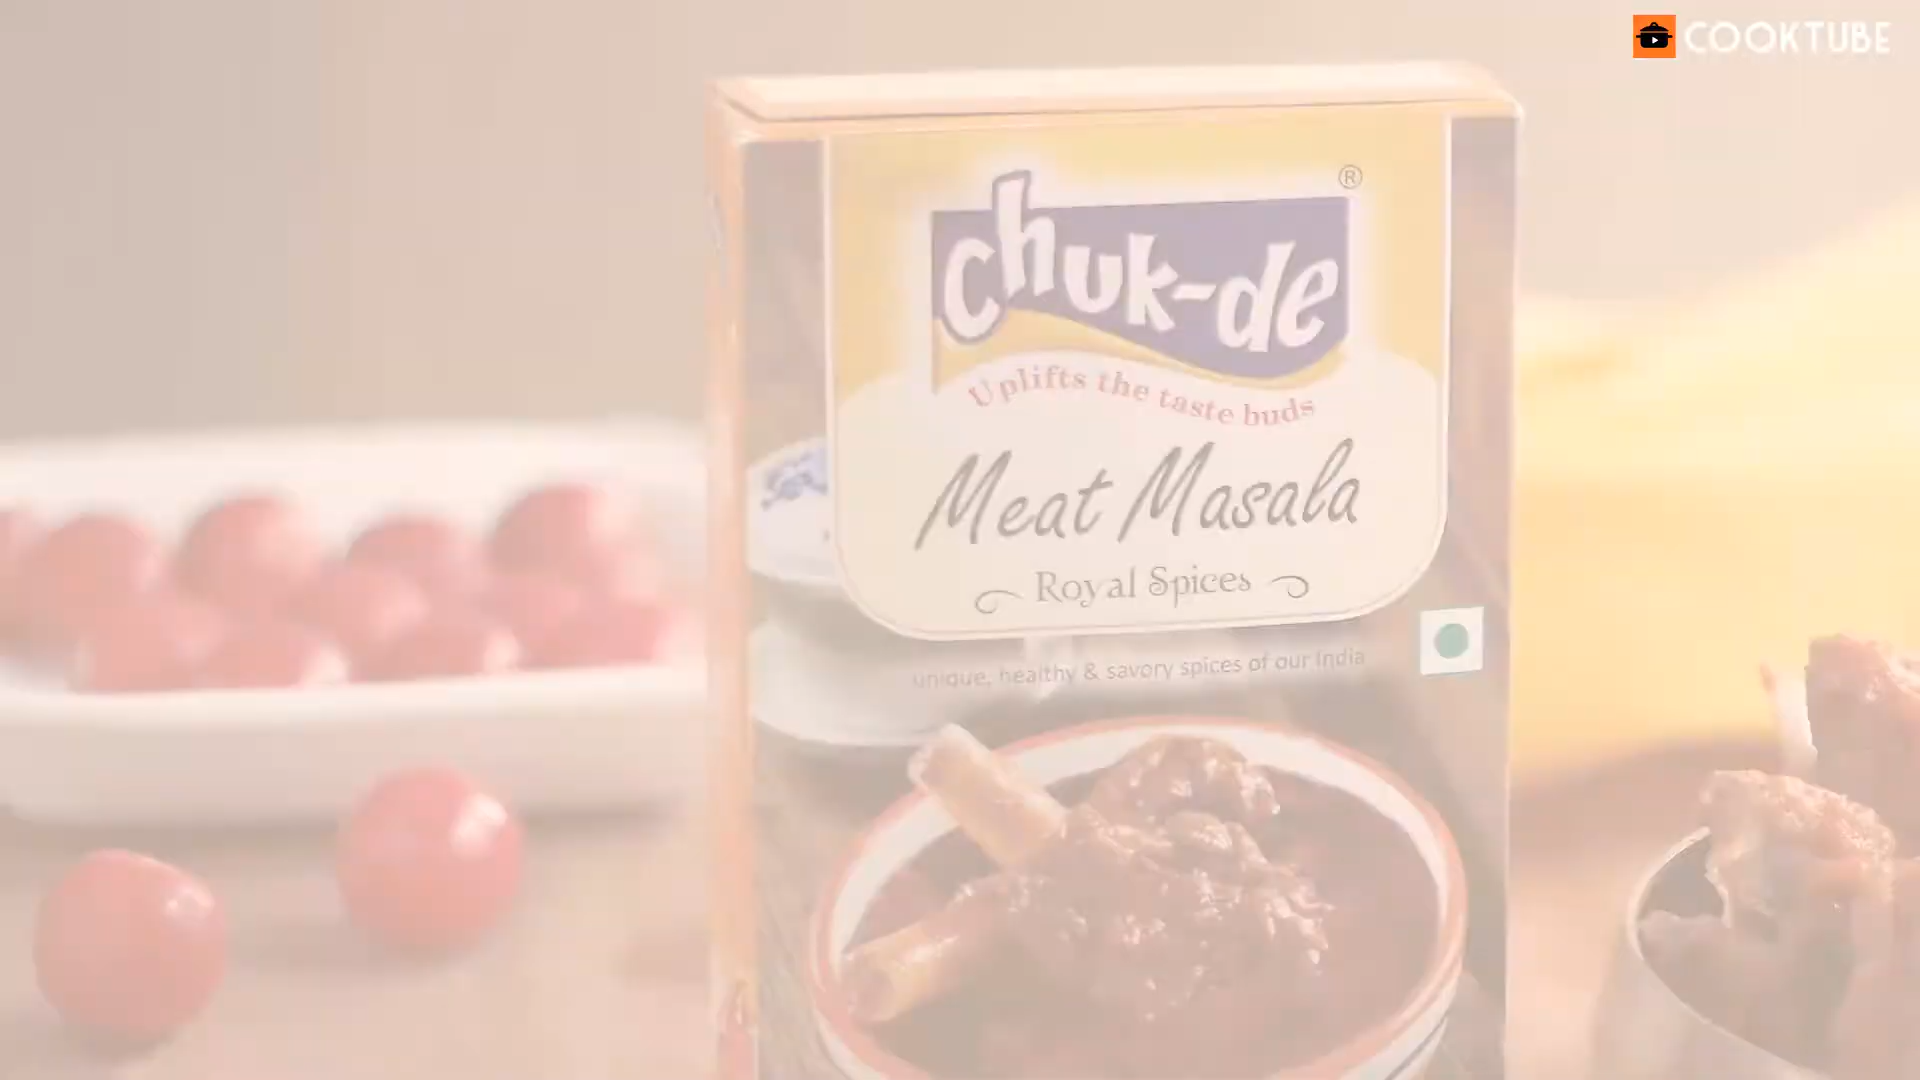 COOKTUBE
chuk-de®
Uplifts the taste buds
Meat Masala
Royal Spices
unique, healthy & savory spices of our India